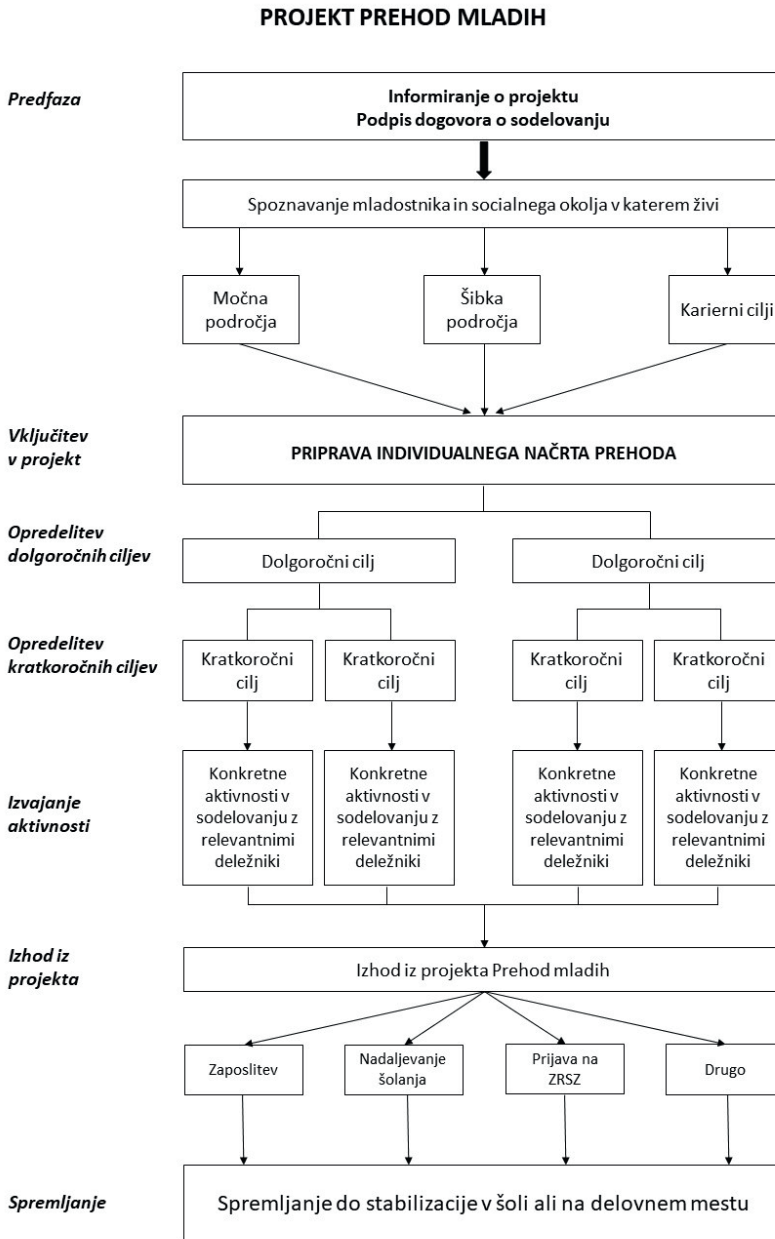 PROJEKT PREHOD MLADIH
Predfaza
Informiranje o projektu
Podpis dogovora o sodelovanju
Spoznavanje mladostnika in socialnega okolja v katerem živi
Močna
področja
Šibka
področja
Karierni cilji
Vključitev
v projekt
PRIPRAVA INDIVIDUALNEGA NAČRTA PREHODA
Opredelitev
dolgoročnih ciljev
Dolgoročni cilj
Dolgoročni cilj
Opredelitev
kratkoročnih ciljev
Kratkoročni
cilj
Kratkoročni
cilj
Kratkoročni
cilj
Kratkoročni
cilj
Izvajanje
aktivnosti
Konkretne
aktivnosti v
sodelovanju z
relevantnimi
deležniki
Konkretne
aktivnosti v
sodelovanju z
relevantnimi
deležniki
Konkretne
aktivnosti v
sodelovanju z
relevantnimi
deležniki
Konkretne
aktivnosti v
sodelovanju z
relevantnimi
deležniki
Izhod iz
projekta
Izhod iz projekta Prehod mladih
Zaposlitev
Nadaljevanje
šolanja
Prijava na
ZRSZ
Drugo
Spremljanje
Spremljanje do stabilizacije v šoli ali na delovnem mestu